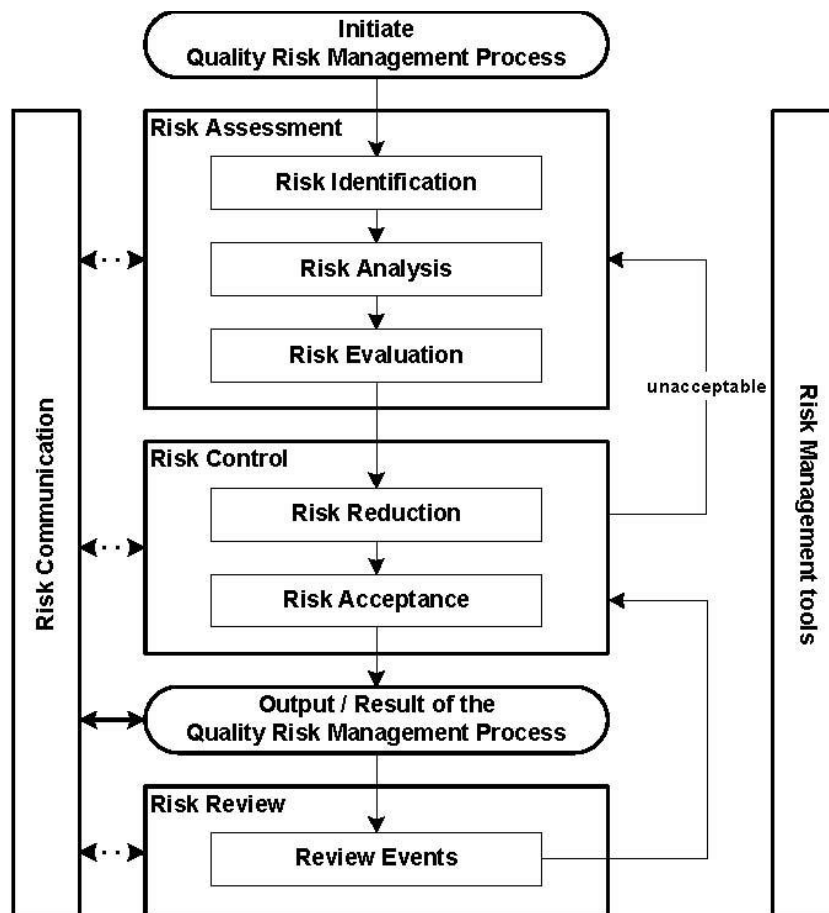 Initiate
Quality Risk Management Process
Risk Assessment
Risk Identification
Risk Analysis
Risk Evaluation
unacceptable
Risk Control
Risk Reduction
Risk Acceptance
Output / Result of the
Quality Risk Management Process
Risk Review
Review Events
Risk Communication
Risk Management tools